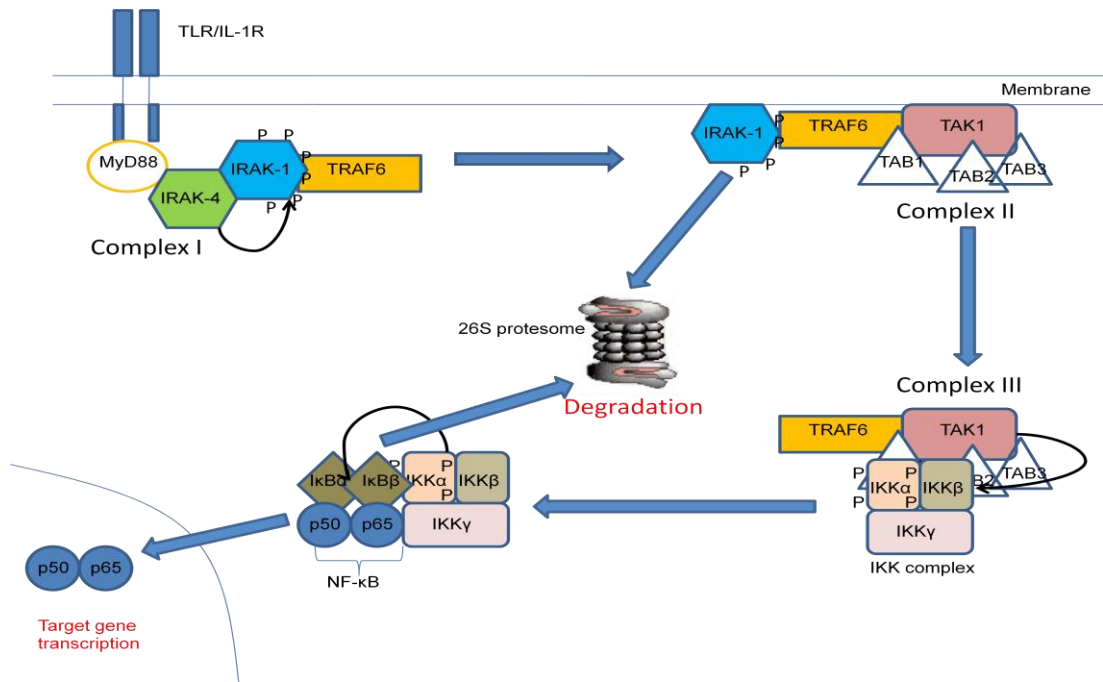 TLR/IL-1R
Membrane
MyD88
IRAK-4
IRAK-1
P
P
P
P
P
P
P
TRAF6
Complex I
IRAK-1
P
P
P
P
P
TRAF6
TAK1
TAB1
TAB2
TAB3
Complex II
26S protesome
Degradation
Complex III
TRAF6
TAK1
TAB3
B2
P
P
P
P
IKKα
IKKβ
IKKγ
IKK complex
IκBα
IκBβ
P
P
P
IKKα
IKKβ
p50
p65
IKKγ
NF-κB
p50
p65
Target gene
transcription